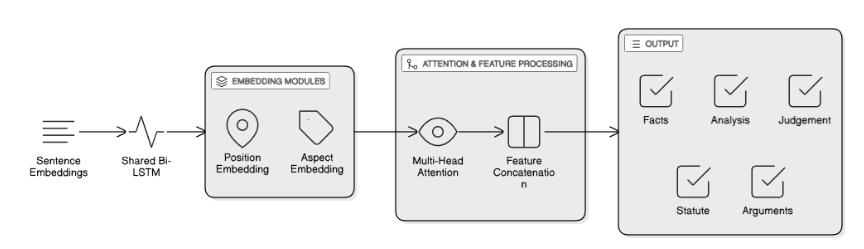 Sentence
Embeddings
Shared Bi-
LSTM
EMBEDDING MODULES
Position
Embedding
Aspect
Embedding
ATTENTION & FEATURE PROCESSING
Multi-Head
Attention
Feature
Concatenatio
n
OUTPUT
Facts
Analysis
Judgement
Statute
Arguments